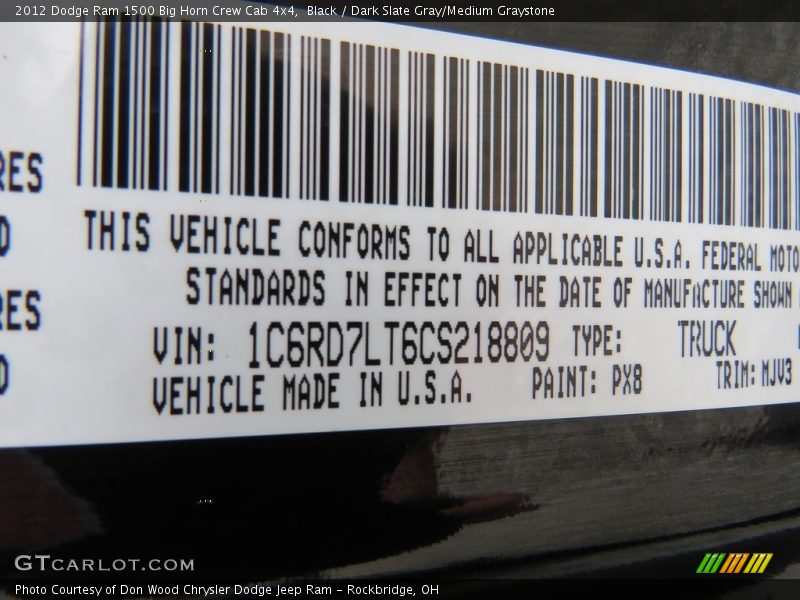 2012 Dodge Ram 1500 Big Horn Crew Cab 4x4, Black / Dark Slate Gray/Medium Graystone
THIS VEHICLE CONFORMS TO ALL APPLICABLE U.S.A. FEDERAL MOTO
STANDARDS IN EFFECT ON THE DATE OF MANUFACTURE SHOWN
VIN: 1C6RD7LT6CS218809 TYPE: TRUCK
VEHICLE MADE IN U.S.A. PAINT: PX8 TRIM: MJV3
RES
D
RES
D
GTCARLOT.COM
Photo Courtesy of Don Wood Chrysler Dodge Jeep Ram – Rockbridge, OH